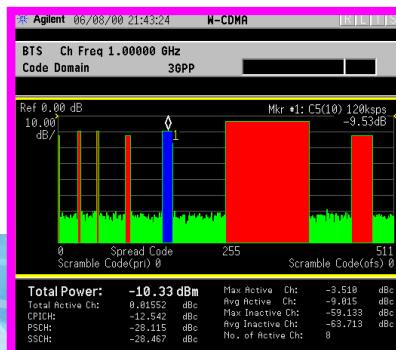 Agilent 06/08/00 21:43:24 W-CDMA R L T S
BTS Ch Freq 1.00000 GHz
Code Domain 3GPP
Ref 0.00 dB Mkr #1: C5(10) 120ksps
10.00 -9.53dB
dB/
1
0 Spread Code 255 511
Scramble Code(pri) 0 Scramble Code(ofs) 0
Total Power: -10.33 dBm
Total Active Ch: 0.01552 dBc
CPICH: -12.542 dBc
PSCH: -28.115 dBc
SSCH: -28.467 dBc
Max Active Ch: -3.510 dBc
Avg Active Ch: -9.015 dBc
Max Inactive Ch: -59.133 dBc
Avg Inactive Ch: -63.713 dBc
No. of Active Ch: 8